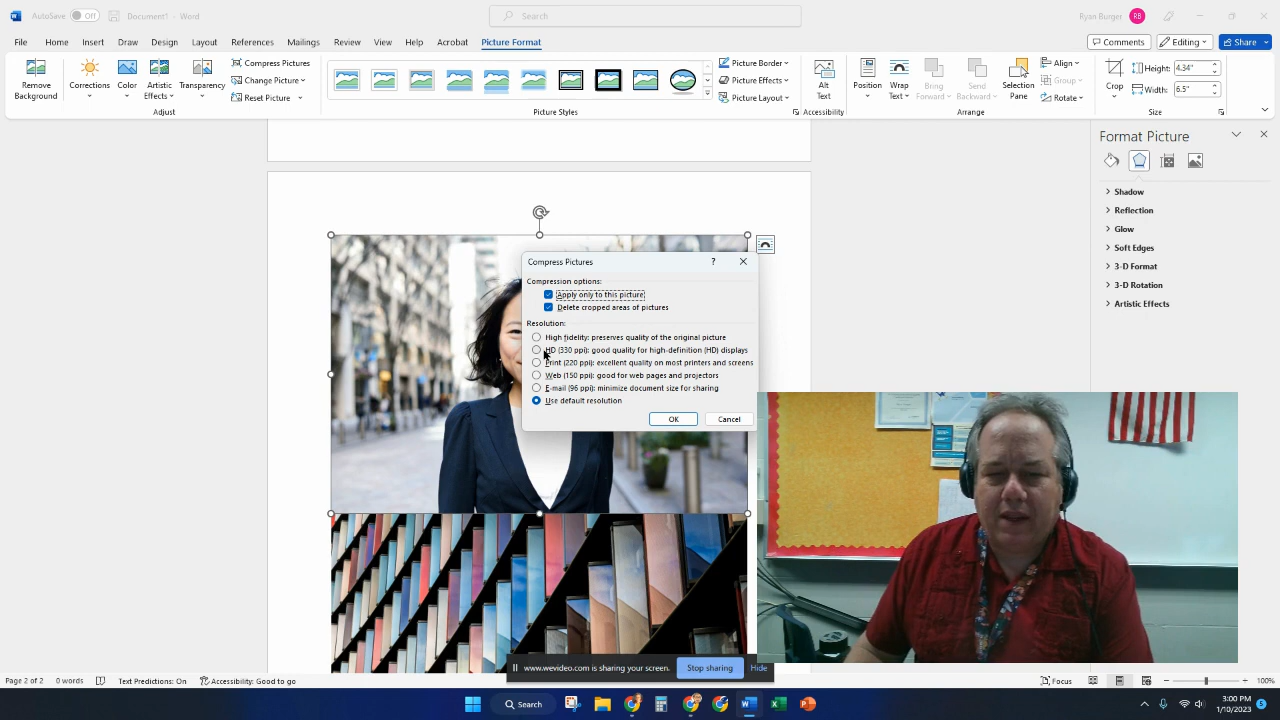 AutoSave Off Document1 - Word Search Ryan Burger RB
File Home Insert Draw Design Layout References Mailings Review View Help Acrobat Picture Format Comments Editing Share
Remove Background
Corrections
Color
Artistic Effects
Transparency
Compress Pictures
Change Picture
Reset Picture
Adjust
Picture Styles
Picture Border
Picture Effects
Picture Layout
Alt Text
Accessibility
Position
Wrap Text
Bring Forward
Send Backward
Selection Pane
Align
Group
Rotate
Arrange
Crop
Height: 4.34"
Width: 6.5"
Size
Format Picture
Shadow
Reflection
Glow
Soft Edges
3-D Format
3-D Rotation
Artistic Effects
Compress Pictures ?
Compression options:
Apply only to this picture
Delete cropped areas of pictures
Resolution:
High fidelity: preserves quality of the original picture
HD (330 ppi): good quality for high-definition (HD) displays
Print (220 ppi): excellent quality on most printers and screens
Web (150 ppi): good for web pages and projectors
E-mail (96 ppi): minimize document size for sharing
Use default resolution
OK Cancel
www.wevideo.com is sharing your screen. Stop sharing Hide
Page 2 of 2 0 words Text Predictions: On Accessibility: Good to go Focus 100%
Search
3:00 PM
1/10/2023
5